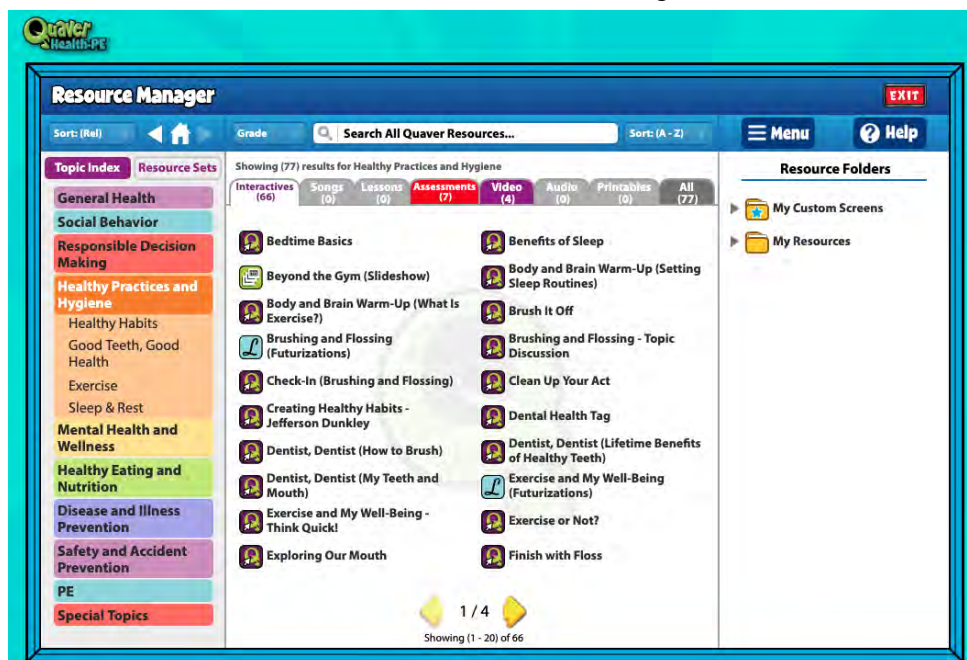 Quaver
Health·PE
Resource Manager
EXIT
Sort: (Rel)
Grade
Search All Quaver Resources...
Sort: (A - Z)
Menu
Help
Topic Index
Resource Sets
General Health
Social Behavior
Responsible Decision
Making
Healthy Practices and
Hygiene
Healthy Habits
Good Teeth, Good
Health
Exercise
Sleep & Rest
Mental Health and
Wellness
Healthy Eating and
Nutrition
Disease and Illness
Prevention
Safety and Accident
Prevention
PE
Special Topics
Showing (77) results for Healthy Practices and Hygiene
Interactives
(66)
Songs
(0)
Lessons
(0)
Assessments
(7)
Video
(4)
Audio
(0)
Printables
(0)
All
(77)
Bedtime Basics
Beyond the Gym (Slideshow)
Body and Brain Warm-Up (What Is
Exercise?)
Brushing and Flossing
(Futurizations)
Check-In (Brushing and Flossing)
Creating Healthy Habits -
Jefferson Dunkley
Dentist, Dentist (How to Brush)
Dentist, Dentist (My Teeth and
Mouth)
Exercise and My Well-Being -
Think Quick!
Exploring Our Mouth
Benefits of Sleep
Body and Brain Warm-Up (Setting
Sleep Routines)
Brush It Off
Brushing and Flossing - Topic
Discussion
Clean Up Your Act
Dental Health Tag
Dentist, Dentist (Lifetime Benefits
of Healthy Teeth)
Exercise and My Well-Being
(Futurizations)
Exercise or Not?
Finish with Floss
1 / 4
Showing (1 - 20) of 66
Resource Folders
My Custom Screens
My Resources